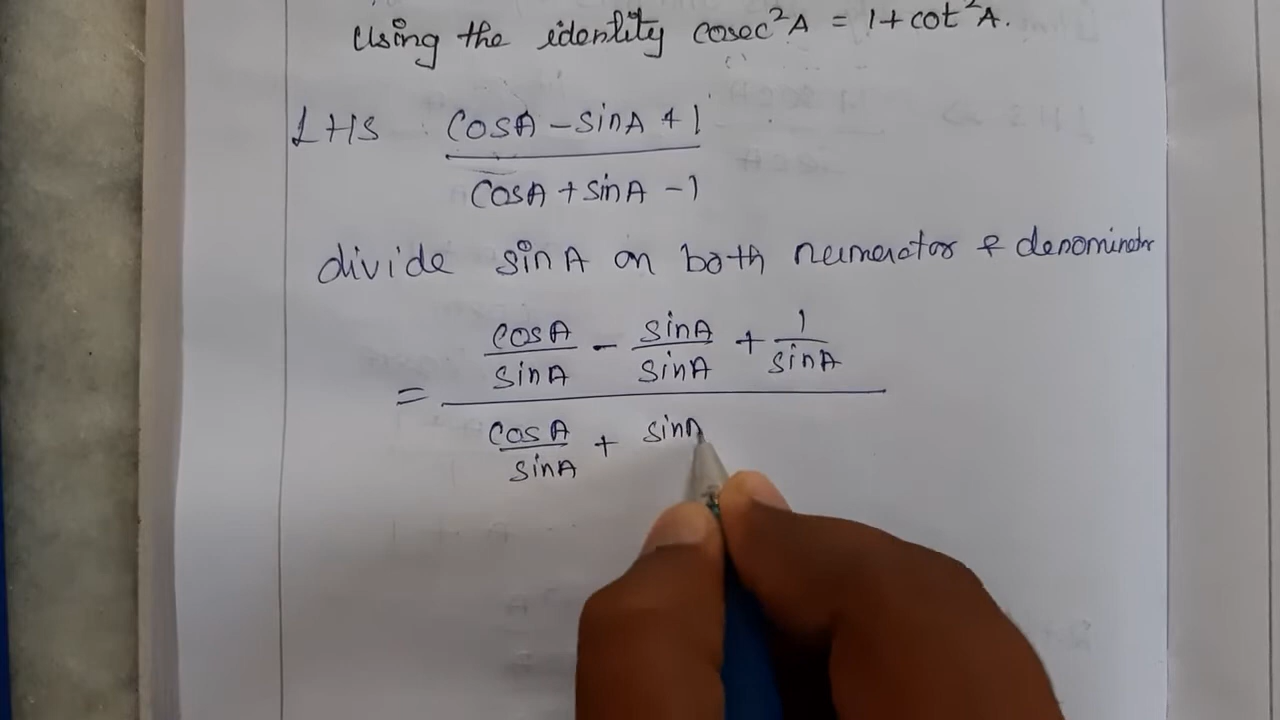 Using the identity cosec²A = 1+cot²A.
LHS cosA - sinA + 1
cosA + sinA - 1
divide sinA on both numerator & denominator
= cosA/sinA - sinA/sinA + 1/sinA
cosA/sinA + sinA